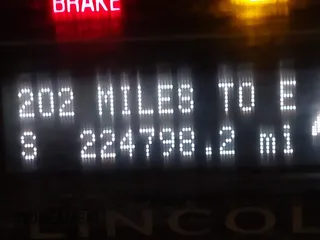 BRAKE
202 MILES TO E
S 224798.2 mi
LINCOL